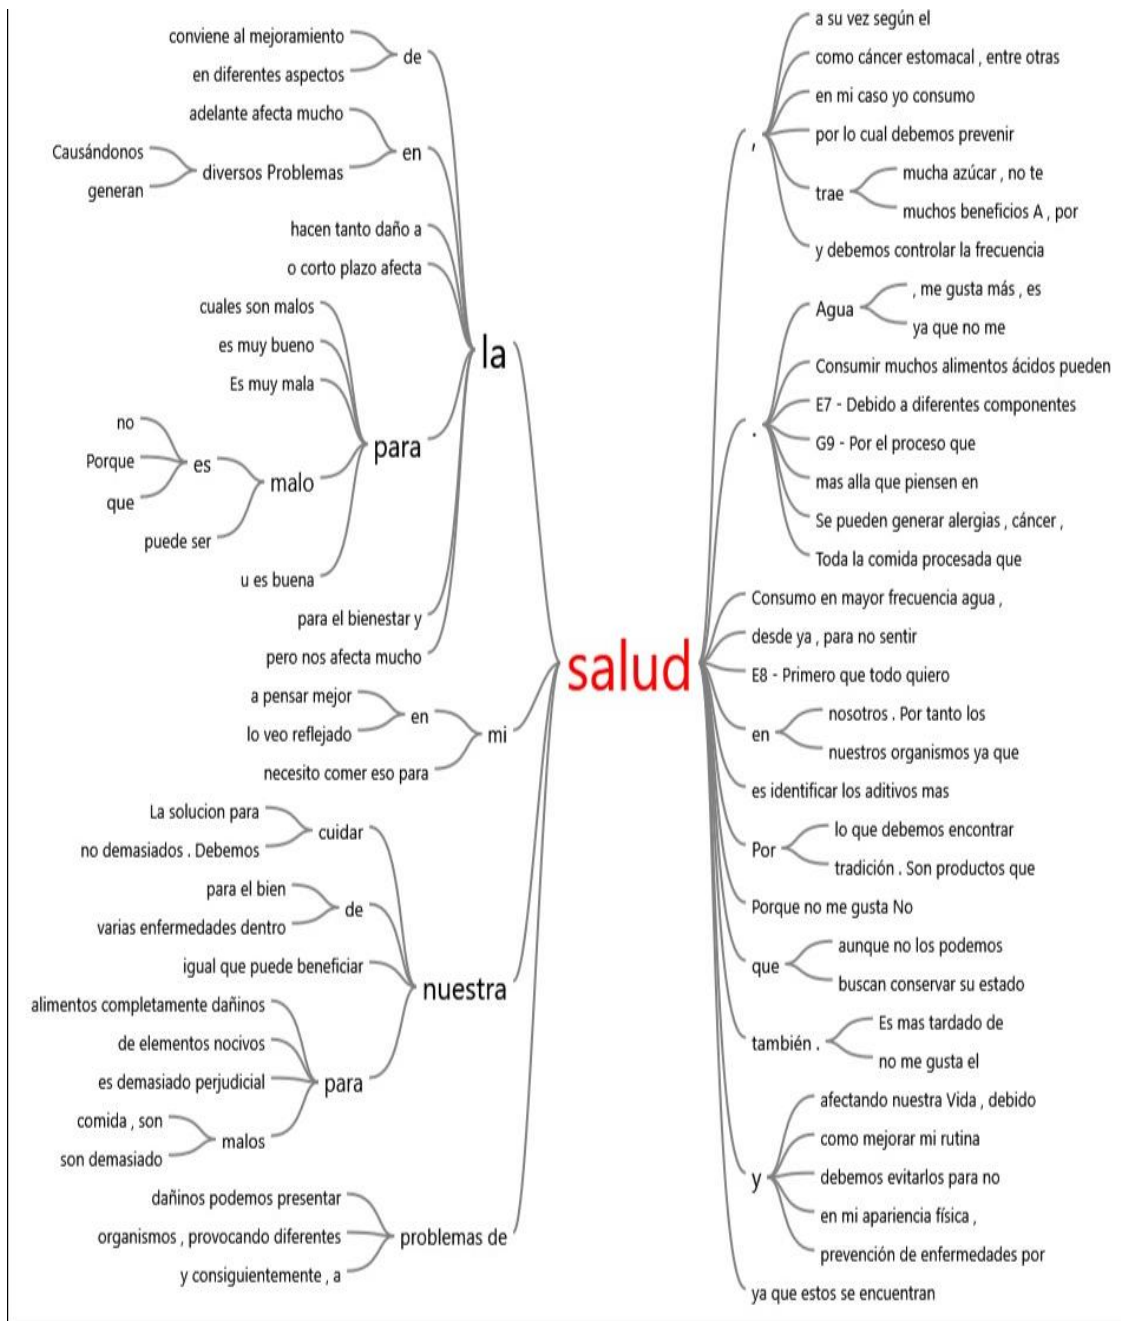 conviene al mejoramiento
en diferentes aspectos
de
adelante afecta mucho
Causándonos
generan
diversos Problemas
en
hacen tanto daño a
o corto plazo afecta
cuales son malos
es muy bueno
Es muy mala
no
Porque
que
es
puede ser
malo
u es buena
para
para el bienestar y
pero nos afecta mucho
la
a pensar mejor
lo veo reflejado
en
necesito comer eso para
mi
La solucion para
no demasiados . Debemos
cuidar
para el bien
varias enfermedades dentro
de
igual que puede beneficiar
alimentos completamente dañinos
de elementos nocivos
es demasiado perjudicial
comida , son
son demasiado
malos
para
nuestra
dañinos podemos presentar
organismos , provocando diferentes
y consiguientemente , a
problemas de
salud
,
a su vez según el
como cáncer estomacal , entre otras
en mi caso yo consumo
por lo cual debemos prevenir
trae
mucha azúcar , no te
muchos beneficios A , por
y debemos controlar la frecuencia
.
Agua
, me gusta más , es
ya que no me
Consumir muchos alimentos ácidos pueden
E7 - Debido a diferentes componentes
G9 - Por el proceso que
mas alla que piensen en
Se pueden generar alergias , cáncer ,
Toda la comida procesada que
Consumo en mayor frecuencia agua ,
desde ya , para no sentir
E8 - Primero que todo quiero
en
nosotros . Por tanto los
nuestros organismos ya que
es identificar los aditivos mas
Por
lo que debemos encontrar
tradición . Son productos que
Porque no me gusta No
que
aunque no los podemos
buscan conservar su estado
también .
Es mas tardado de
no me gusta el
y
afectando nuestra Vida , debido
como mejorar mi rutina
debemos evitarlos para no
en mi apariencia física ,
prevención de enfermedades por
ya que estos se encuentran